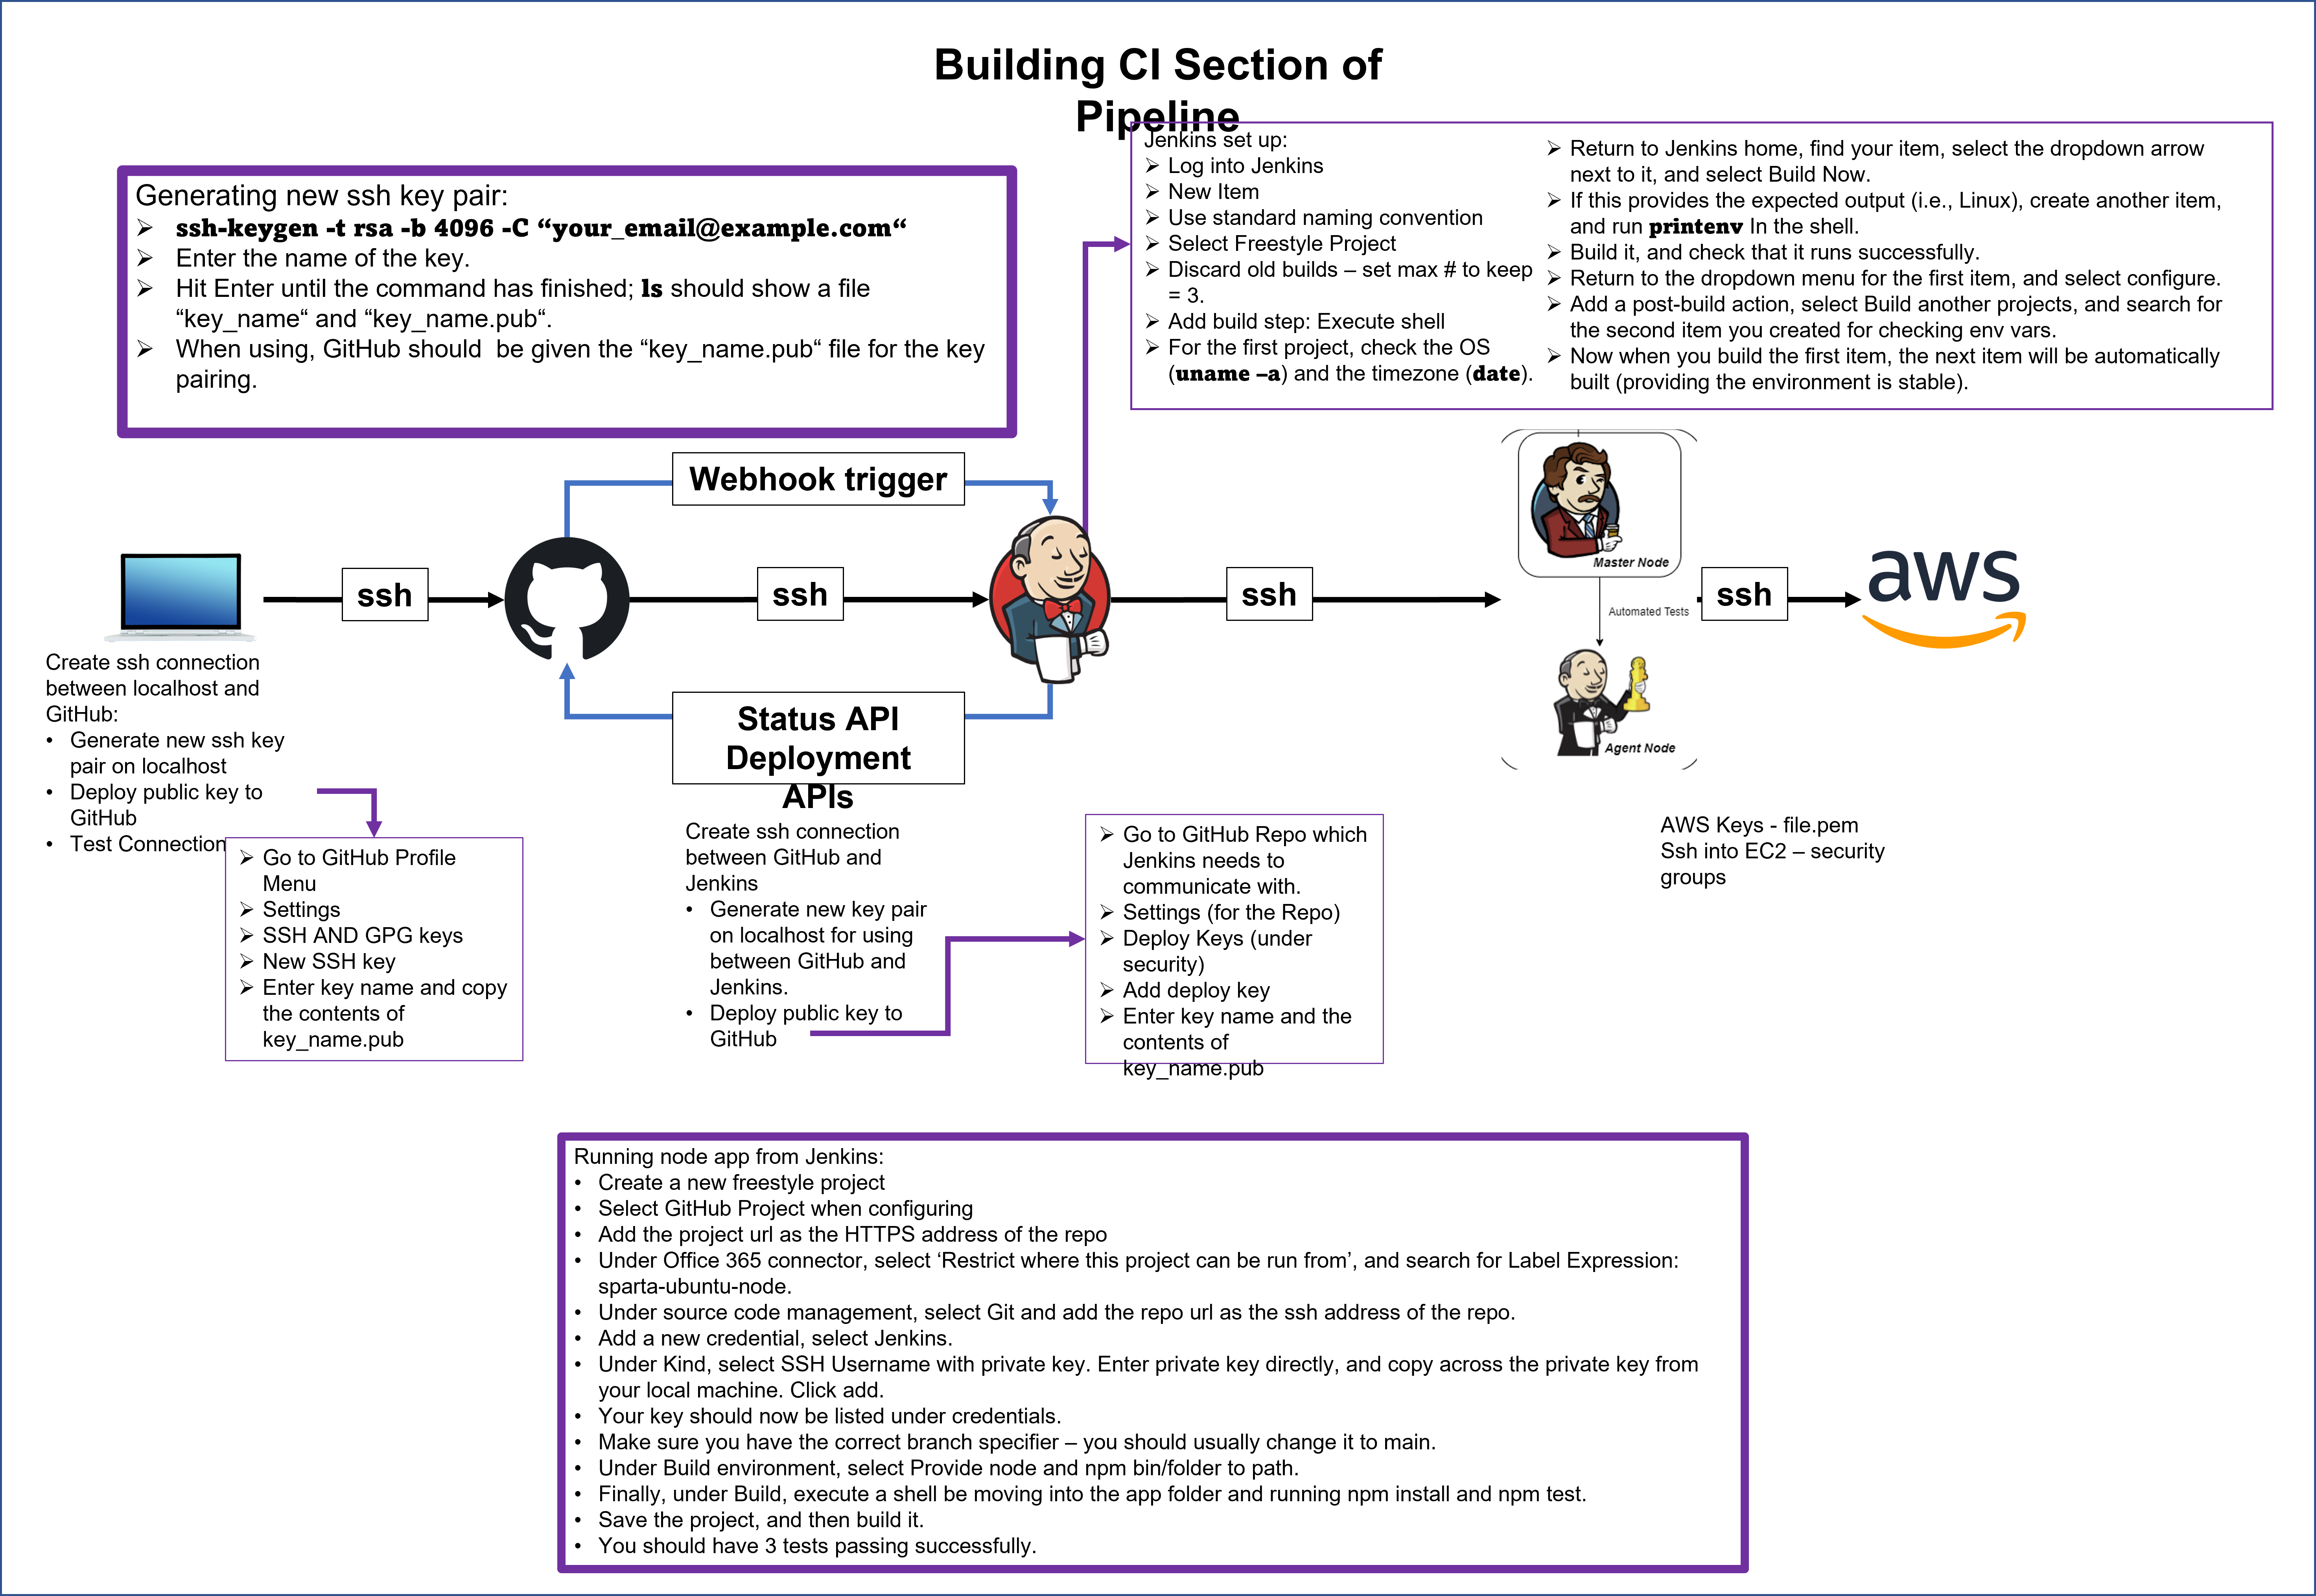 Building CI Section of
Pipeline
Generating new ssh key pair:
➢ ssh-keygen -t rsa -b 4096 -C “your_email@example.com“
➢ Enter the name of the key.
➢ Hit Enter until the command has finished; ls should show a file
“key_name“ and “key_name.pub“.
➢ When using, GitHub should  be given the “key_name.pub“ file for the key
pairing.
Jenkins set up:
➢ Log into Jenkins
➢ New Item
➢ Use standard naming convention
➢ Select Freestyle Project
➢ Discard old builds – set max # to keep
= 3.
➢ Add build step: Execute shell
➢ For the first project, check the OS
(uname –a) and the timezone (date).
➢ Return to Jenkins home, find your item, select the dropdown arrow
next to it, and select Build Now.
➢ If this provides the expected output (i.e., Linux), create another item,
and run printenv In the shell.
➢ Build it, and check that it runs successfully.
➢ Return to the dropdown menu for the first item, and select configure.
➢ Add a post-build action, select Build another projects, and search for
the second item you created for checking env vars.
➢ Now when you build the first item, the next item will be automatically
built (providing the environment is stable).
Webhook trigger
ssh
ssh
ssh
Master Node
Automated Tests
Agent Node
ssh
aws
Status API
Deployment
APIs
Create ssh connection
between localhost and
GitHub:
• Generate new ssh key
pair on localhost
• Deploy public key to
GitHub
• Test Connection
➢ Go to GitHub Profile
Menu
➢ Settings
➢ SSH AND GPG keys
➢ New SSH key
➢ Enter key name and copy
the contents of
key_name.pub
Create ssh connection
between GitHub and
Jenkins
• Generate new key pair
on localhost for using
between GitHub and
Jenkins.
• Deploy public key to
GitHub
➢ Go to GitHub Repo which
Jenkins needs to
communicate with.
➢ Settings (for the Repo)
➢ Deploy Keys (under
security)
➢ Add deploy key
➢ Enter key name and the
contents of
key_name.pub
AWS Keys - file.pem
Ssh into EC2 – security
groups
Running node app from Jenkins:
• Create a new freestyle project
• Select GitHub Project when configuring
• Add the project url as the HTTPS address of the repo
• Under Office 365 connector, select ‘Restrict where this project can be run from’, and search for Label Expression:
sparta-ubuntu-node.
• Under source code management, select Git and add the repo url as the ssh address of the repo.
• Add a new credential, select Jenkins.
• Under Kind, select SSH Username with private key. Enter private key directly, and copy across the private key from
your local machine. Click add.
• Your key should now be listed under credentials.
• Make sure you have the correct branch specifier – you should usually change it to main.
• Under Build environment, select Provide node and npm bin/folder to path.
• Finally, under Build, execute a shell be moving into the app folder and running npm install and npm test.
• Save the project, and then build it.
• You should have 3 tests passing successfully.